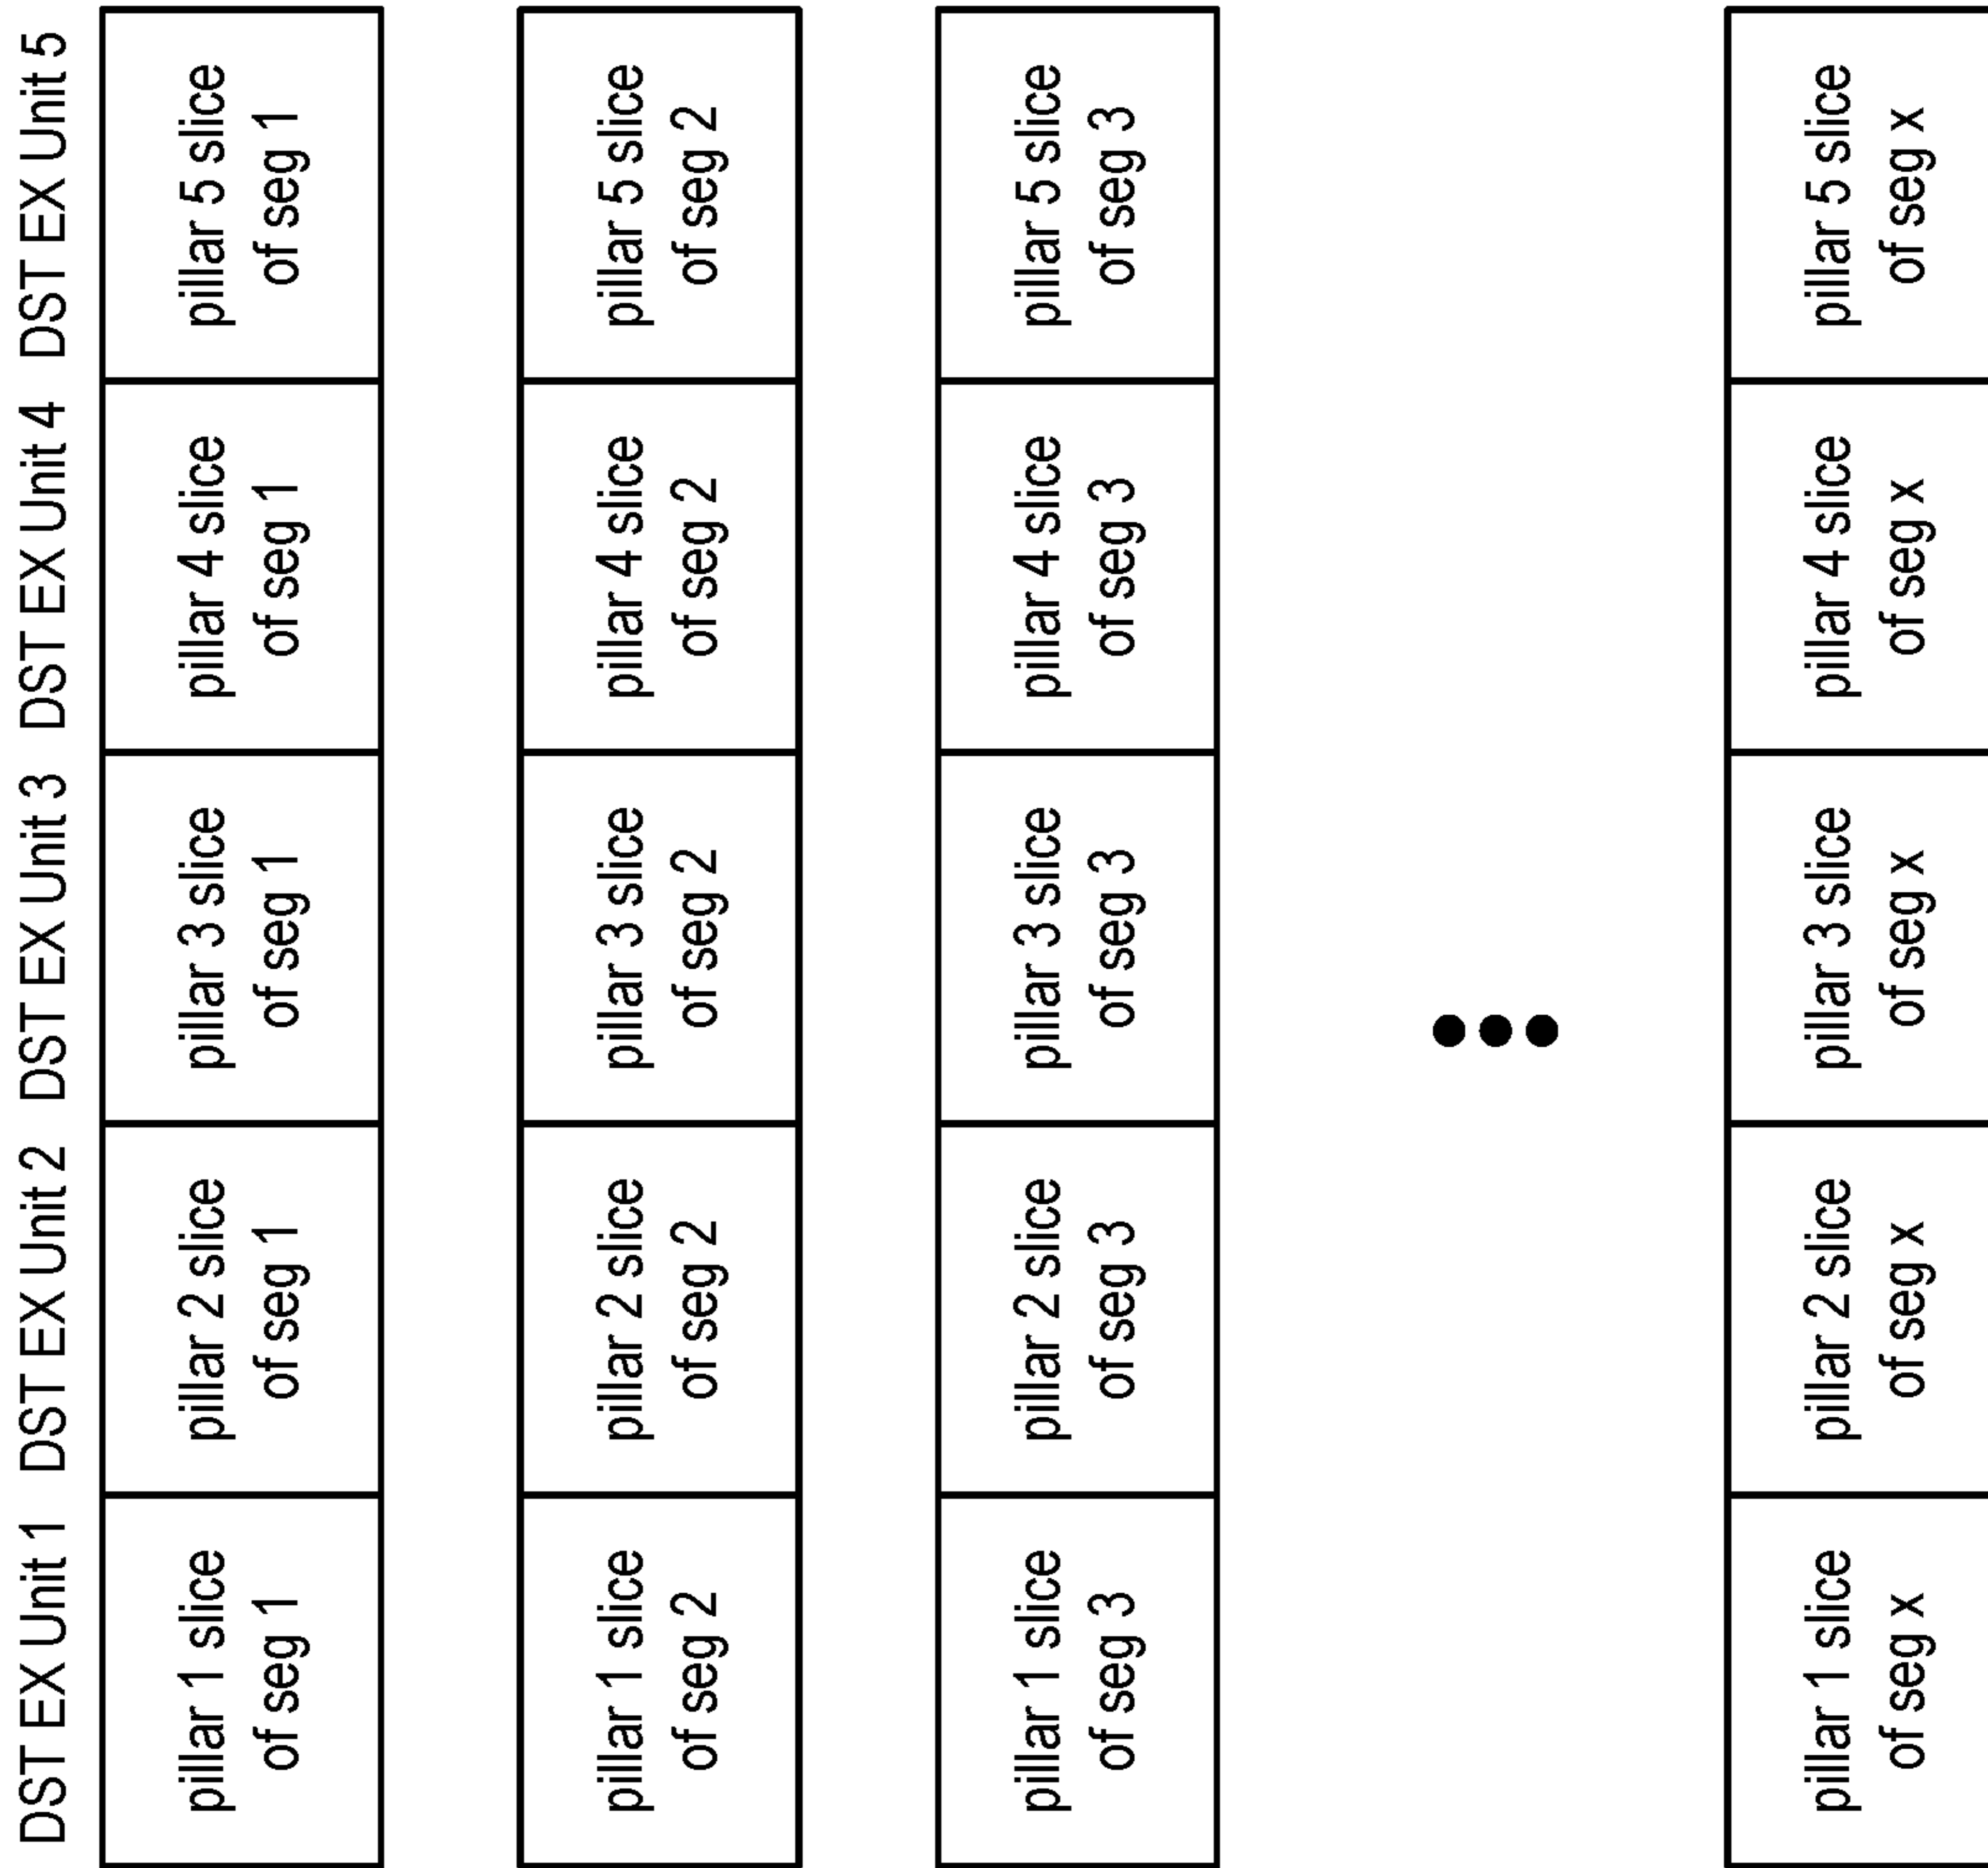 DST EX Unit 1
DST EX Unit 2
DST EX Unit 3
DST EX Unit 4
DST EX Unit 5
pillar 1 slice
of seg 1
pillar 2 slice
of seg 1
pillar 3 slice
of seg 1
pillar 4 slice
of seg 1
pillar 5 slice
of seg 1
pillar 1 slice
of seg 2
pillar 2 slice
of seg 2
pillar 3 slice
of seg 2
pillar 4 slice
of seg 2
pillar 5 slice
of seg 2
pillar 1 slice
of seg 3
pillar 2 slice
of seg 3
pillar 3 slice
of seg 3
pillar 4 slice
of seg 3
pillar 5 slice
of seg 3
pillar 1 slice
of seg x
pillar 2 slice
of seg x
pillar 3 slice
of seg x
pillar 4 slice
of seg x
pillar 5 slice
of seg x